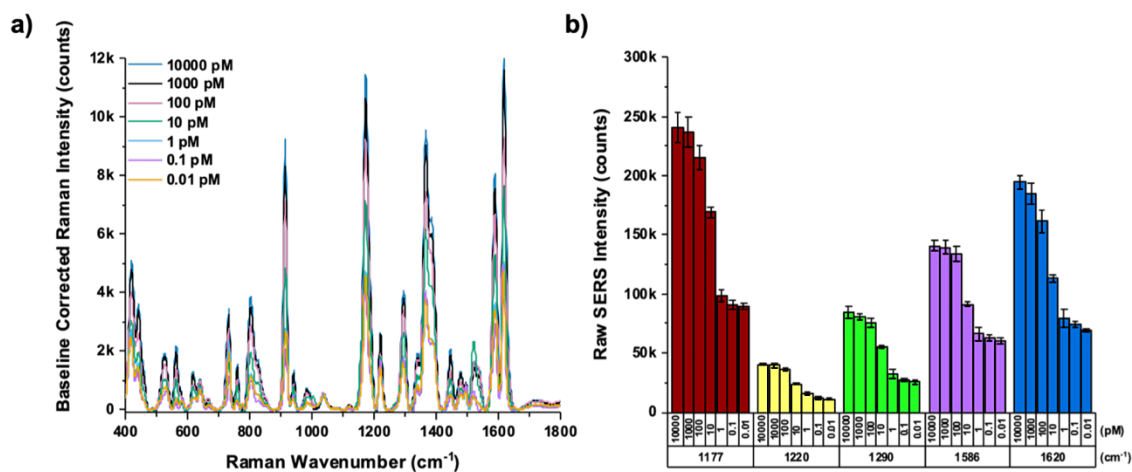 a)
Baseline Corrected Raman Intensity (counts)
12k
10k
8k
6k
4k
2k
0
10000 pM
1000 pM
100 pM
10 pM
1 pM
0.1 pM
0.01 pM
400 600 800 1000 1200 1400 1600 1800
Raman Wavenumber (cm-1)
b)
Raw SERS Intensity (counts)
300k
250k
200k
150k
100k
50k
0
10000 1000 100 10 1 0.1 0.01 10000 1000 100 10 1 0.1 0.01 10000 1000 100 10 1 0.1 0.01 10000 1000 100 10 1 0.1 0.01 10000 1000 100 10 1 0.1 0.01 (pM)
1177 1220 1290 1586 1620 (cm-1)